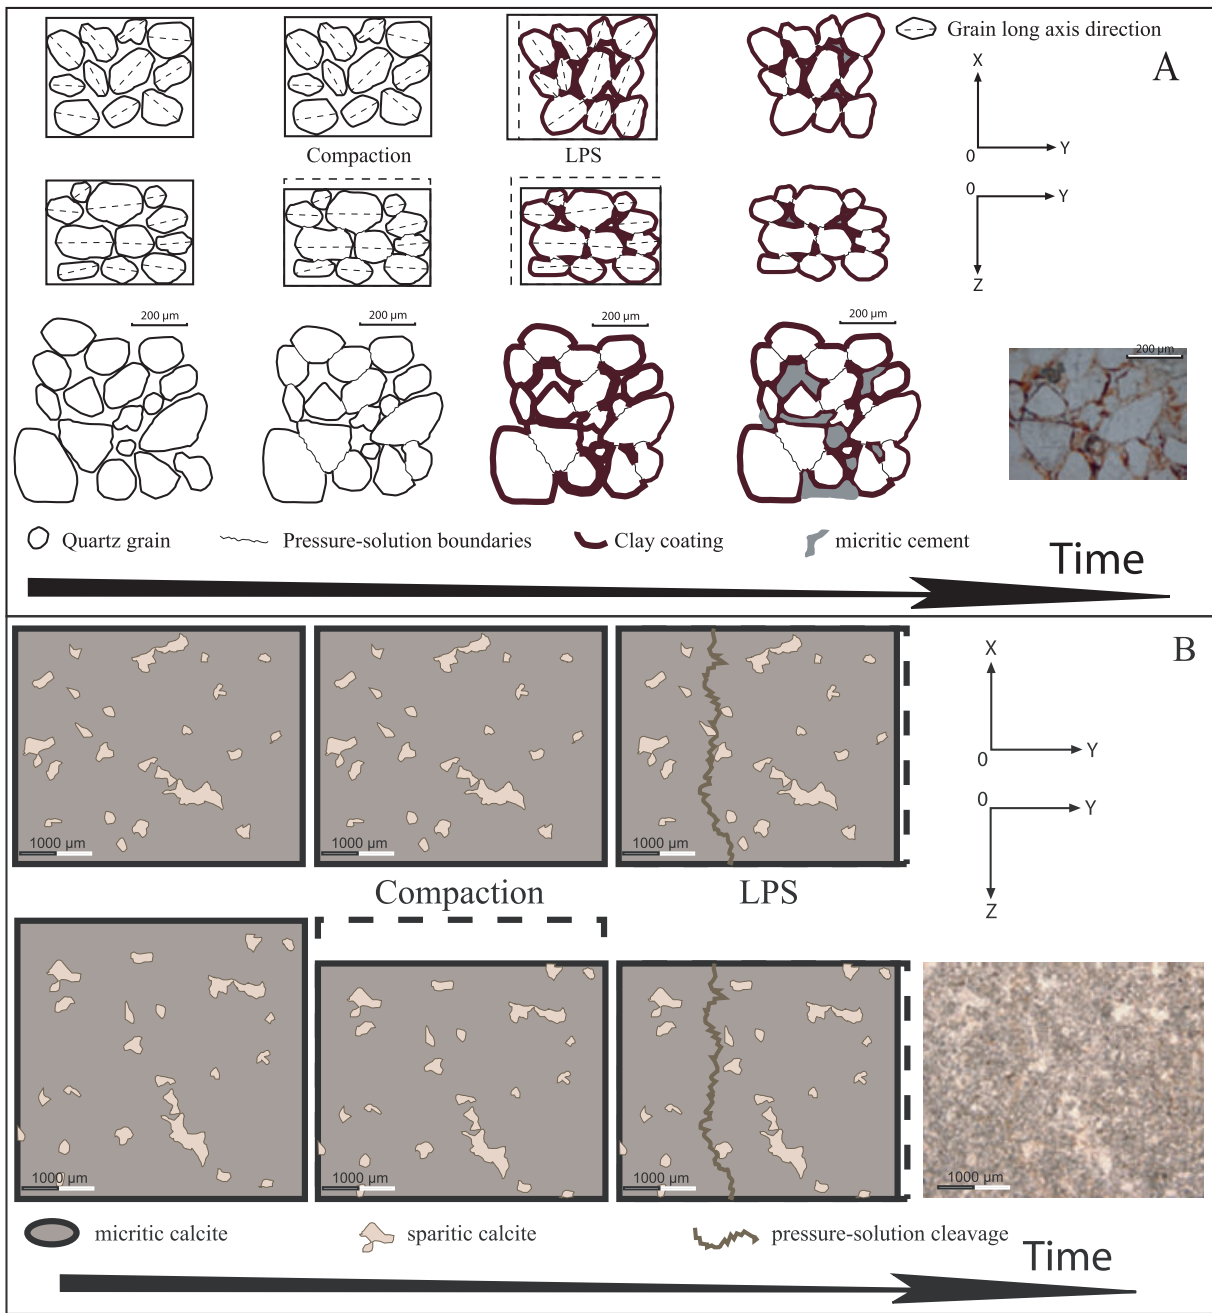 Grain long axis direction
A
X
0
Y
Compaction
LPS
0
Y
Z
200 µm
200 µm
200 µm
200 µm
200 µm
Quartz grain
Pressure-solution boundaries
Clay coating
micritic cement
Time
B
X
0
Y
0
Y
Z
1000 µm
1000 µm
1000 µm
Compaction
LPS
1000 µm
1000 µm
1000 µm
1000 µm
micritic calcite
sparitic calcite
pressure-solution cleavage
Time